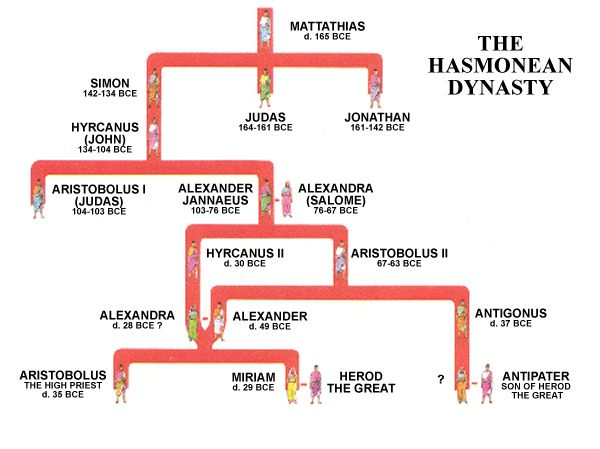 MATTATHIAS
d. 165 BCE
THE
HASMONEAN
DYNASTY
SIMON
142-134 BCE
JUDAS
164-161 BCE
JONATHAN
161-142 BCE
HYRCANUS
(JOHN)
134-104 BCE
ARISTOBOLUS I
(JUDAS)
104-103 BCE
ALEXANDER
JANNAEUS
103-76 BCE
ALEXANDRA
(SALOME)
76-67 BCE
HYRCANUS II
d. 30 BCE
ARISTOBOLUS II
67-63 BCE
ALEXANDRA
d. 28 BCE ?
ALEXANDER
d. 49 BCE
ANTIGONUS
d. 37 BCE
ARISTOBOLUS
THE HIGH PRIEST
d. 35 BCE
MIRIAM
d. 29 BCE
HEROD
THE GREAT
?
ANTIPATER
SON OF HEROD
THE GREAT